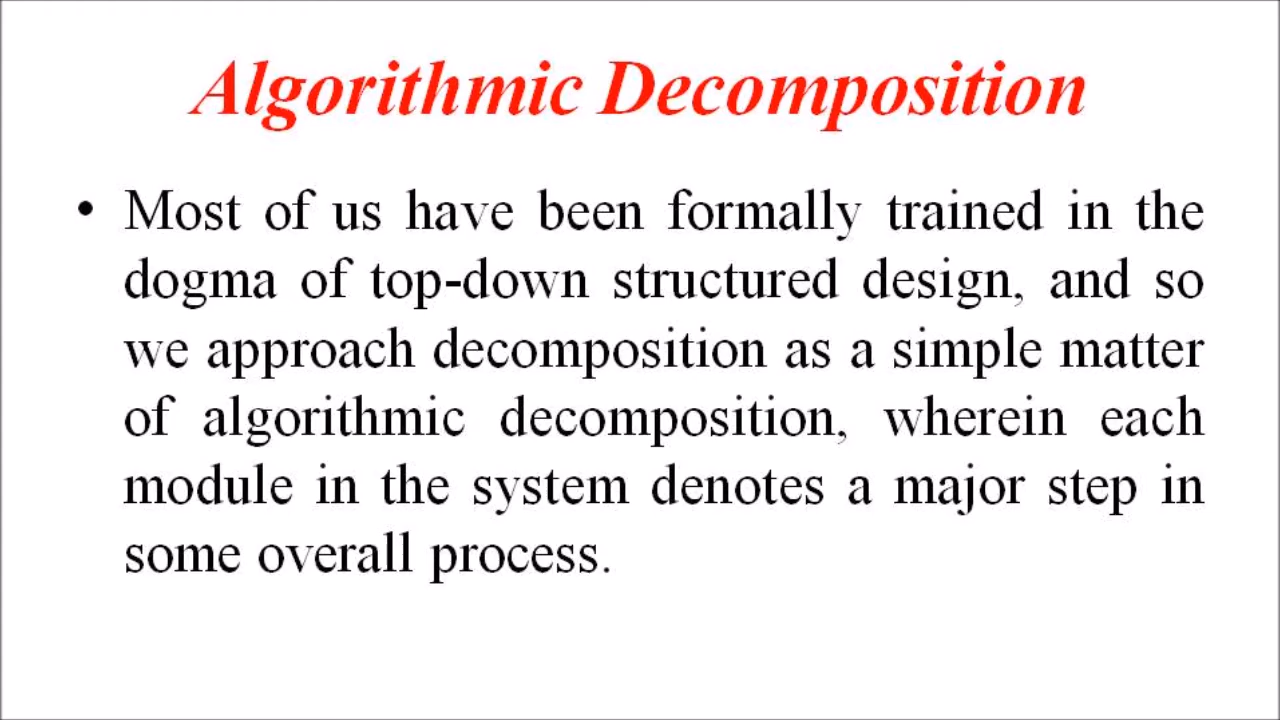 Algorithmic Decomposition
• Most of us have been formally trained in the
dogma of top-down structured design, and so
we approach decomposition as a simple matter
of algorithmic decomposition, wherein each
module in the system denotes a major step in
some overall process.